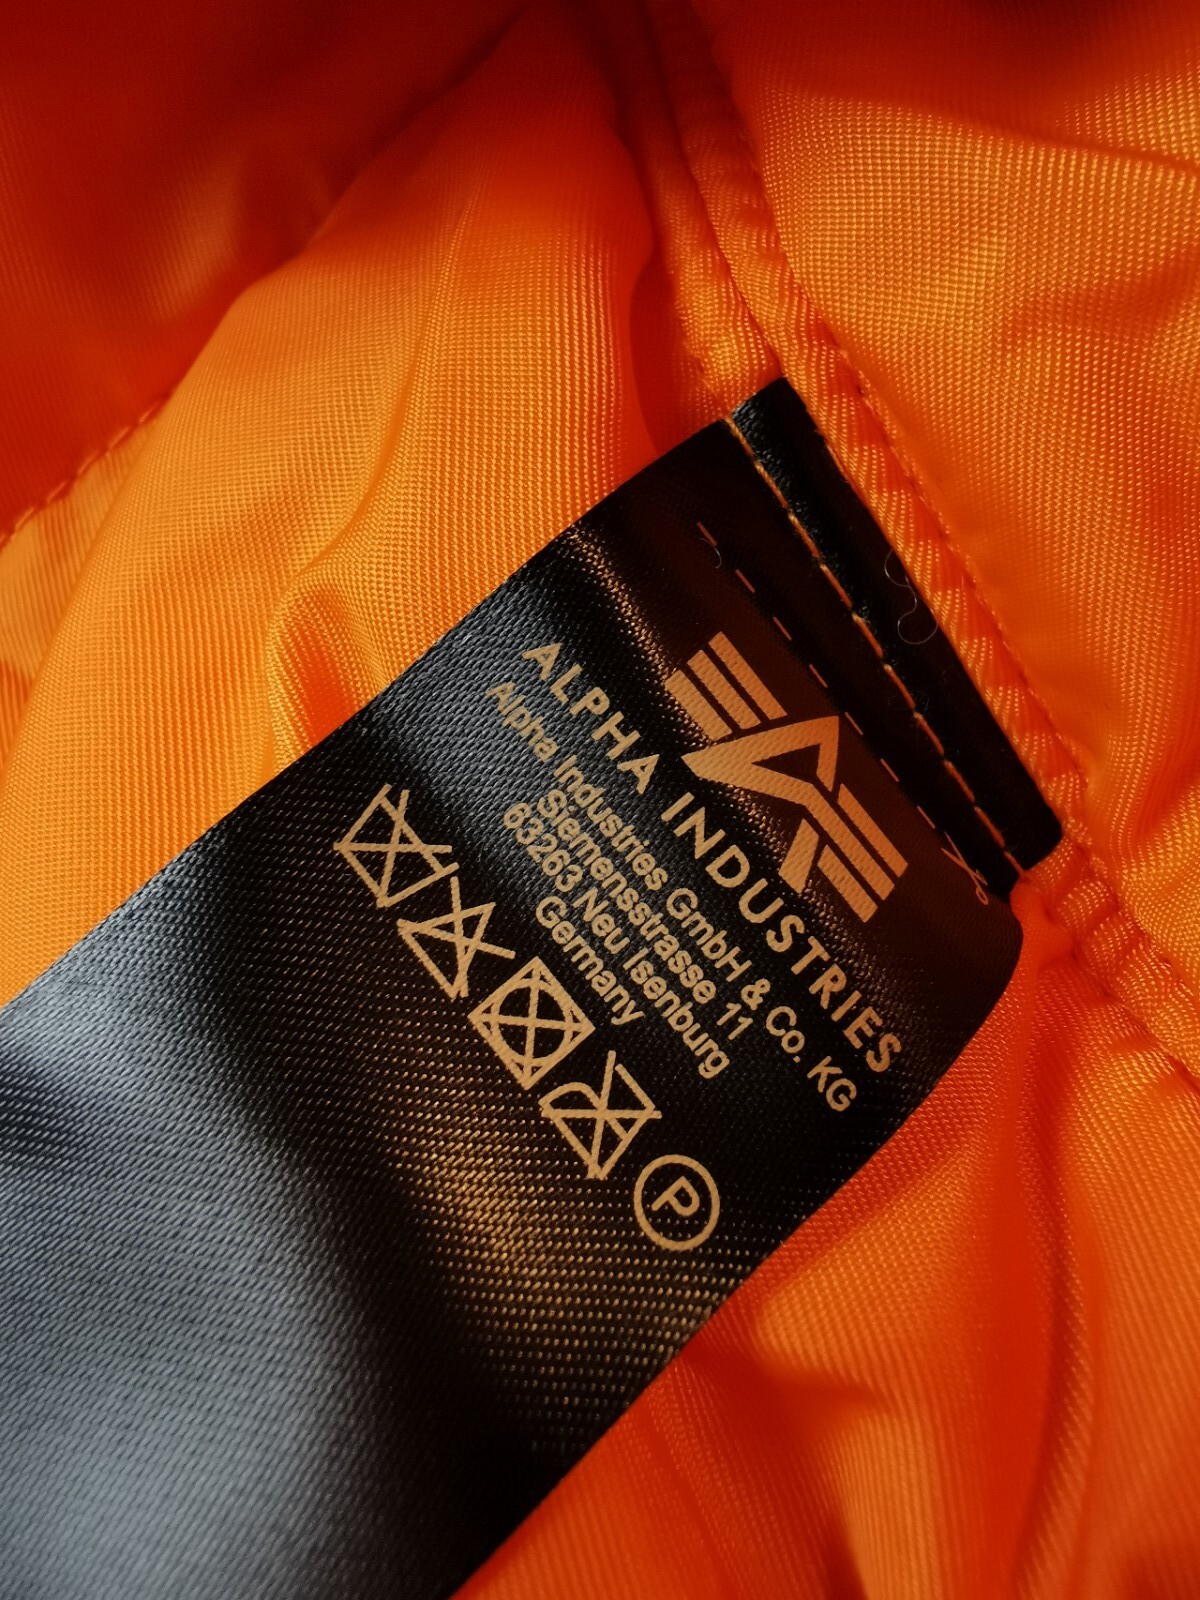 ALPHA INDUSTRIES
Alpha Industries GmbH & Co. KG
Siemensstrasse 11
63263 Neu Isenburg
Germany
P